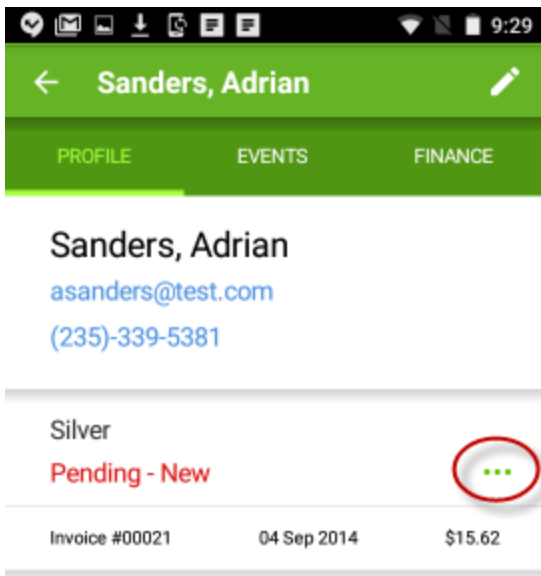 9:29
Sanders, Adrian
PROFILE EVENTS FINANCE
Sanders, Adrian
asanders@test.com
(235)-339-5381
Silver
Pending - New
Invoice #00021 04 Sep 2014 $15.62